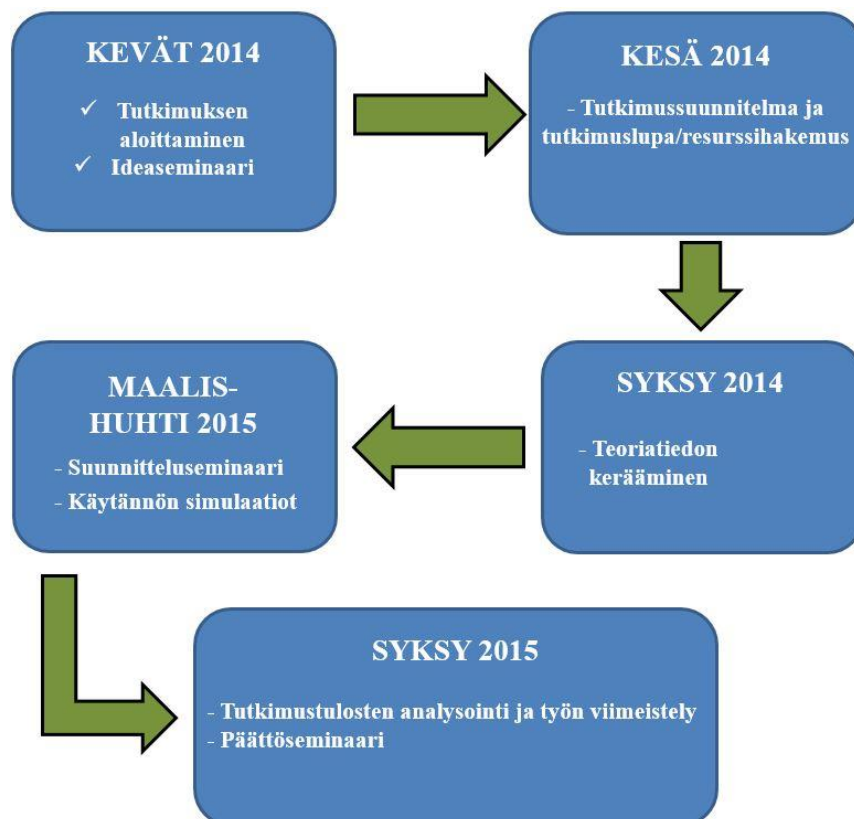 KEVÄT 2014
✓ Tutkimuksen
aloittaminen
✓ Ideaseminaari
KESÄ 2014
- Tutkimussuunnitelma ja
tutkimuslupa/resurssihakemus
SYKSY 2014
- Teoriatiedon
kerääminen
MAALIS-
HUHTI 2015
- Suunnitteluseminaari
- Käytännön simulaatiot
SYKSY 2015
- Tutkimustulosten analysointi ja työn viimeistely
- Päättöseminaari